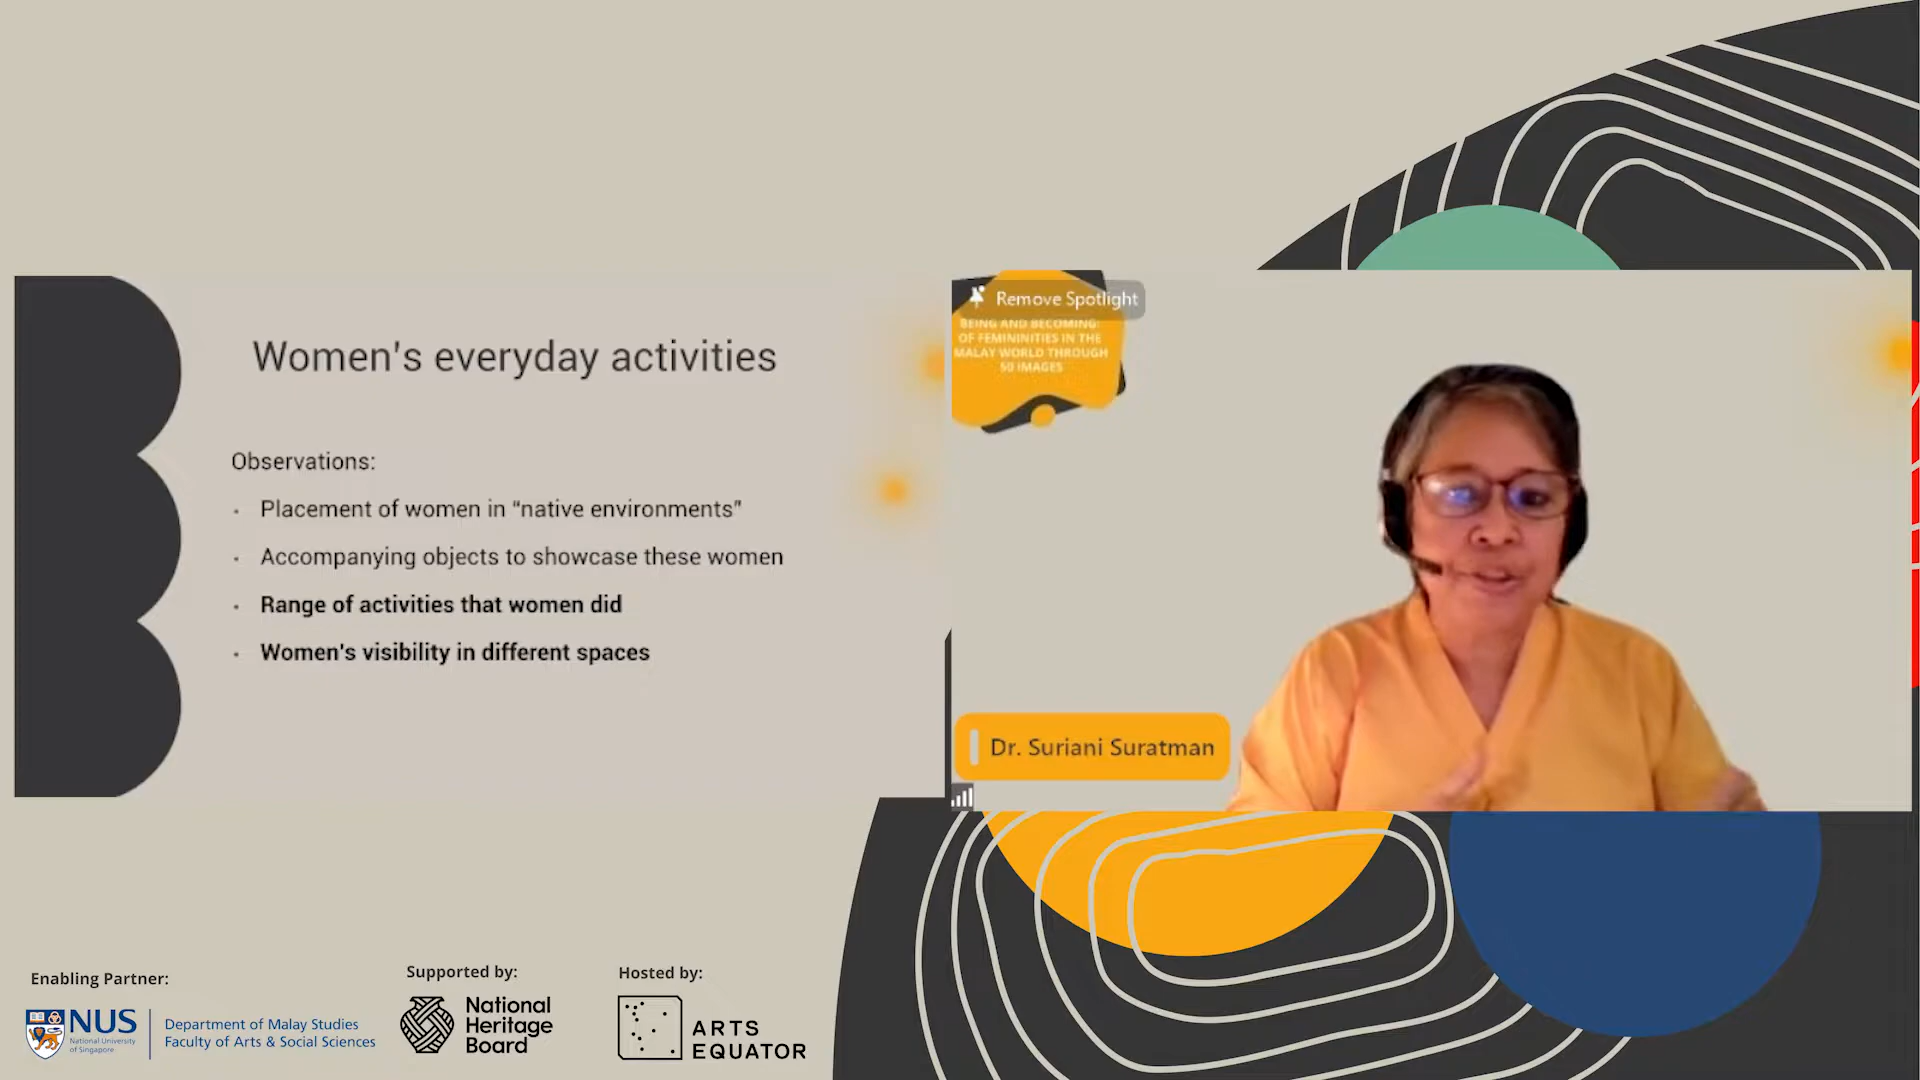 Women's everyday activities
Observations:
· Placement of women in “native environments”
· Accompanying objects to showcase these women
· Range of activities that women did
· Women's visibility in different spaces
Remove Spotlight
BEING AND BECOMING:
OF FEMININITIES IN THE
MALAY WORLD THROUGH
50 IMAGES
Dr. Suriani Suratman
Enabling Partner:
NUS
National University
of Singapore
Department of Malay Studies
Faculty of Arts & Social Sciences
Supported by:
National
Heritage
Board
Hosted by:
ARTS
EQUATOR